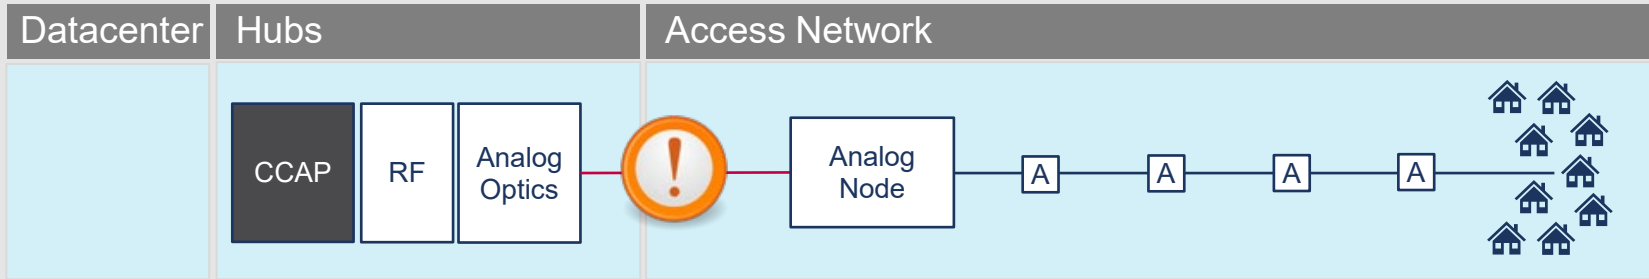 Datacenter
Hubs
Access Network
CCAP
RF
Analog
Optics
!
Analog
Node
A
A
A
A